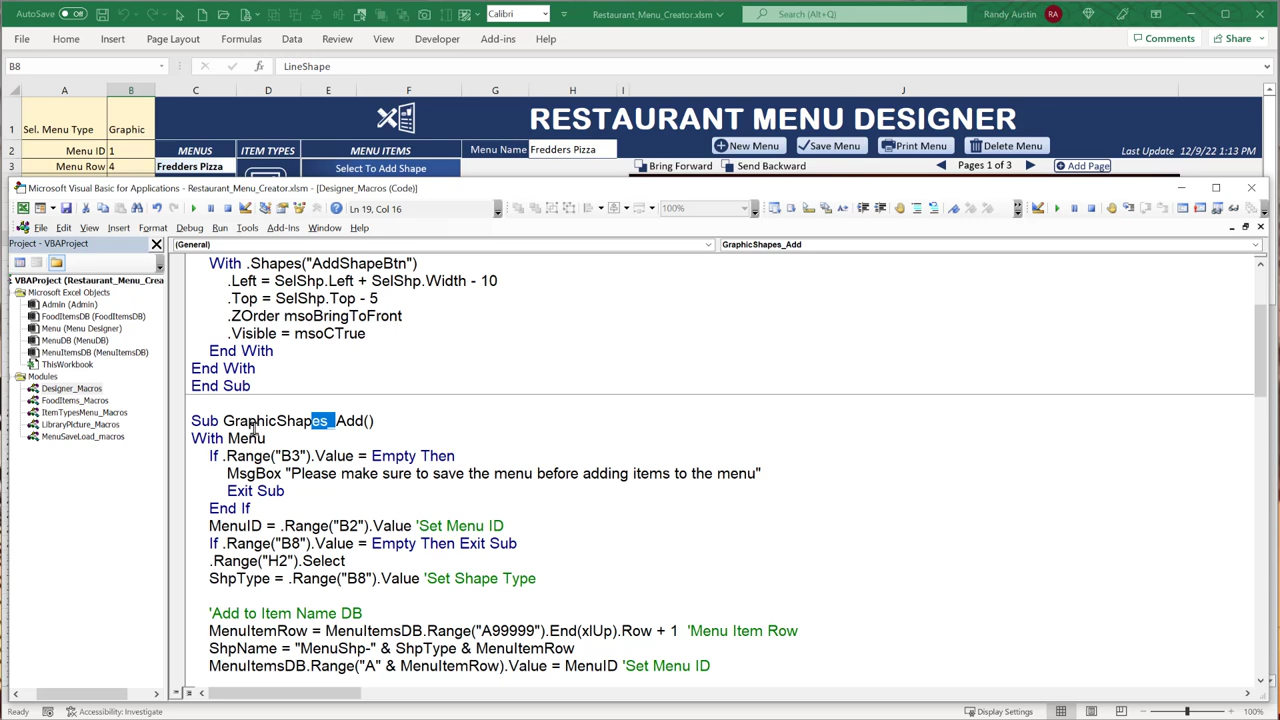 AutoSave Off Calibri Restaurant_Menu_Creator.xlsm Search (Alt+Q) Randy Austin RA
File Home Insert Page Layout Formulas Data Review View Developer Add-ins Help Comments Share
B8 fx LineShape
A B C D E F G H I J
1 Sel. Menu Type Graphic RESTAURANT MENU DESIGNER
2 Menu ID 1 MENUS ITEM TYPES MENU ITEMS Menu Name Fredders Pizza New Menu Save Menu Print Menu Delete Menu Last Update 12/9/22 1:13 PM
3 Menu Row 4 Fredders Pizza Select To Add Shape Bring Forward Send Backward Pages 1 of 3 Add Page
Microsoft Visual Basic for Applications - Restaurant_Menu_Creator.xlsm - [Designer_Macros (Code)]
Ln 19, Col 16 100%
File Edit View Insert Format Debug Run Tools Add-Ins Window Help
Project - VBAProject
(General) GraphicShapes_Add
VBAProject (Restaurant_Menu_Crea
Microsoft Excel Objects
Admin (Admin)
FoodItemsDB (FoodItemsDB)
Menu (Menu Designer)
MenuDB (MenuDB)
MenuItemsDB (MenuItemsDB)
ThisWorkbook
Modules
Designer_Macros
FoodItems_Macros
ItemTypesMenu_Macros
LibraryPicture_Macros
MenuSaveLoad_macros
With .Shapes("AddShapeBtn")
.Left = SelShp.Left + SelShp.Width - 10
.Top = SelShp.Top - 5
.ZOrder msoBringToFront
.Visible = msoCTrue
End With
End With
End Sub
Sub GraphicShapes_Add()
With Menu
If .Range("B3").Value = Empty Then
MsgBox "Please make sure to save the menu before adding items to the menu"
Exit Sub
End If
MenuID = .Range("B2").Value 'Set Menu ID
If .Range("B8").Value = Empty Then Exit Sub
.Range("H2").Select
ShpType = .Range("B8").Value 'Set Shape Type
'Add to Item Name DB
MenuItemRow = MenuItemsDB.Range("A99999").End(xlUp).Row + 1 'Menu Item Row
ShpName = "MenuShp-" & ShpType & MenuItemRow
MenuItemsDB.Range("A" & MenuItemRow).Value = MenuID 'Set Menu ID
Ready Accessibility: Investigate Display Settings 100%